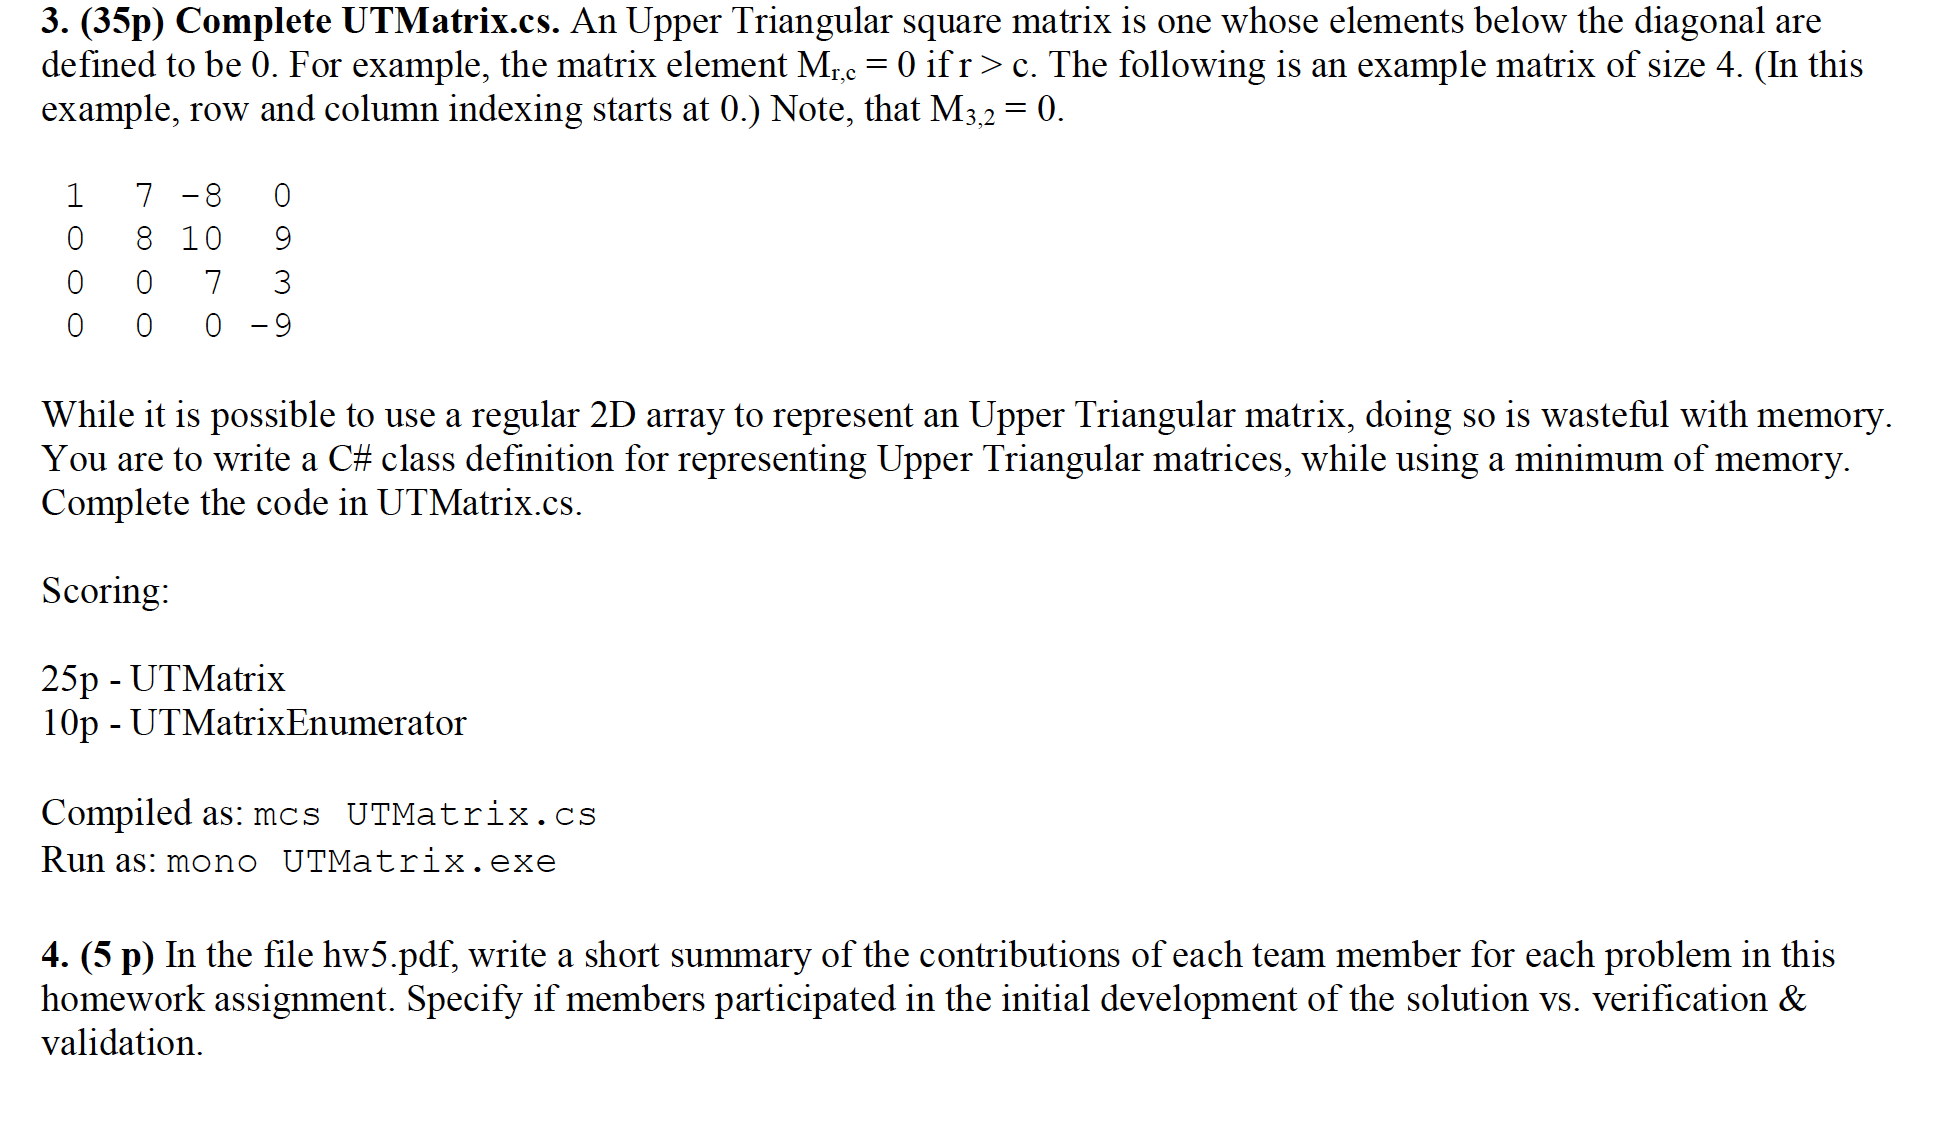 3. (35p) Complete UTMatrix.cs. An Upper Triangular square matrix is one whose elements below the diagonal are
defined to be 0. For example, the matrix element Mr,c = 0 if r > c. The following is an example matrix of size 4. (In this
example, row and column indexing starts at 0.) Note, that M3,2 = 0.
1 7 -8 0
0 8 10 9
0 0 7 3
0 0 0 -9
While it is possible to use a regular 2D array to represent an Upper Triangular matrix, doing so is wasteful with memory.
You are to write a C# class definition for representing Upper Triangular matrices, while using a minimum of memory.
Complete the code in UTMatrix.cs.
Scoring:
25p - UTMatrix
10p - UTMatrixEnumerator
Compiled as: mcs UTMatrix.cs
Run as: mono UTMatrix.exe
4. (5 p) In the file hw5.pdf, write a short summary of the contributions of each team member for each problem in this
homework assignment. Specify if members participated in the initial development of the solution vs. verification &
validation.